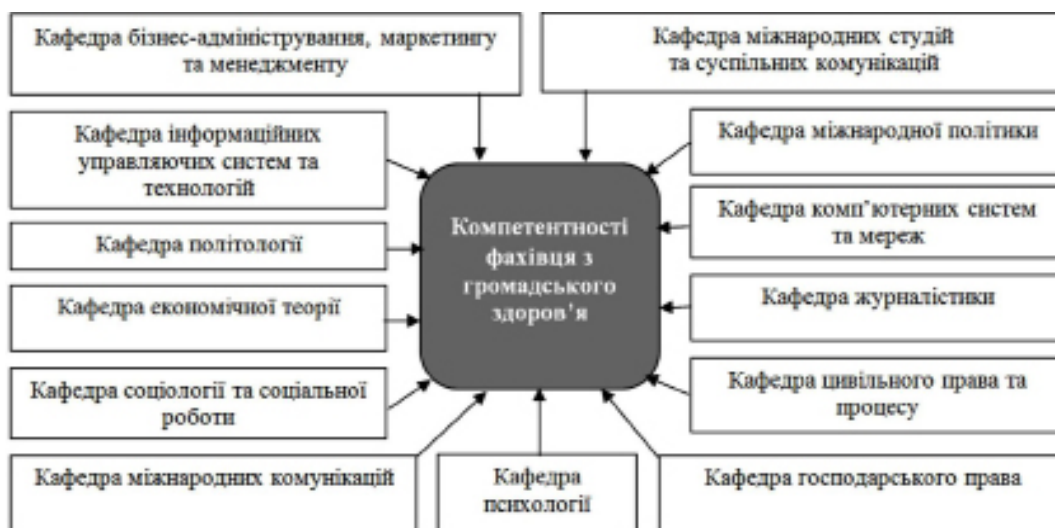 Кафедра бізнес-адміністрування, маркетингу
та менеджменту
Кафедра міжнародних студій
та суспільних комунікацій
Кафедра інформаційних
управляючих систем та
технологій
Кафедра міжнародної політики
Кафедра політології
Кафедра комп’ютерних систем
та мереж
Компетентності
фахівця з
громадського
здоров’я
Кафедра економічної теорії
Кафедра журналістики
Кафедра соціології та соціальної
роботи
Кафедра цивільного права та
процесу
Кафедра міжнародних комунікацій
Кафедра
психології
Кафедра господарського права